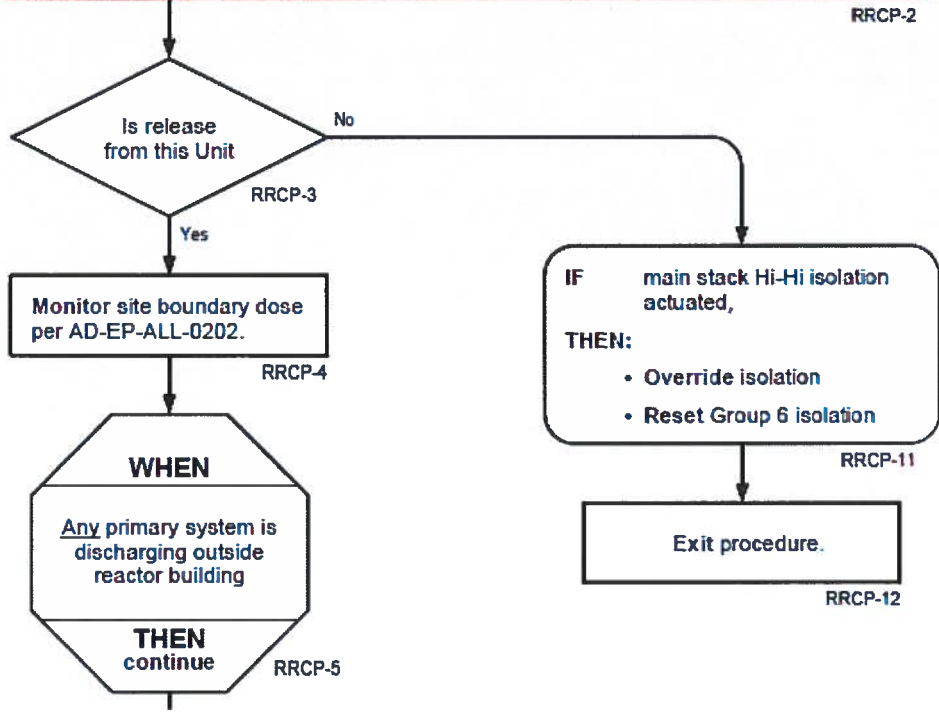 RRCP-2
Is release
from this Unit
No
RRCP-3
Yes
Monitor site boundary dose
per AD-EP-ALL-0202.
RRCP-4
WHEN
Any primary system is
discharging outside
reactor building
THEN
continue
RRCP-5
IF main stack Hi-Hi isolation
actuated,
THEN:
• Override isolation
• Reset Group 6 isolation
RRCP-11
Exit procedure.
RRCP-12